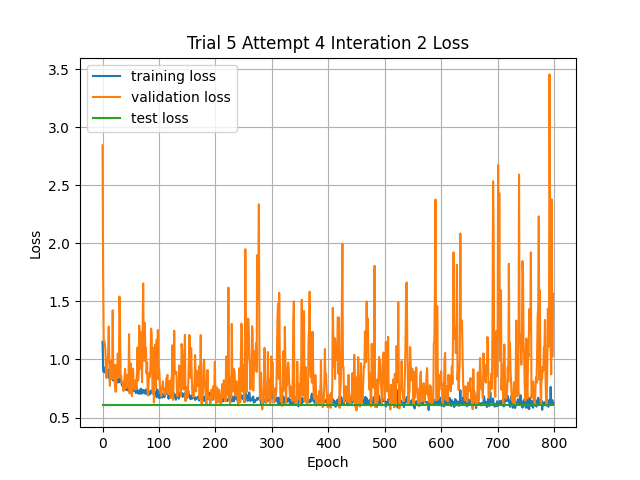 Trial 5 Attempt 4 Interation 2 Loss
training loss
validation loss
test loss
Loss
3.5
3.0
2.5
2.0
1.5
1.0
0.5
0 100 200 300 400 500 600 700 800
Epoch